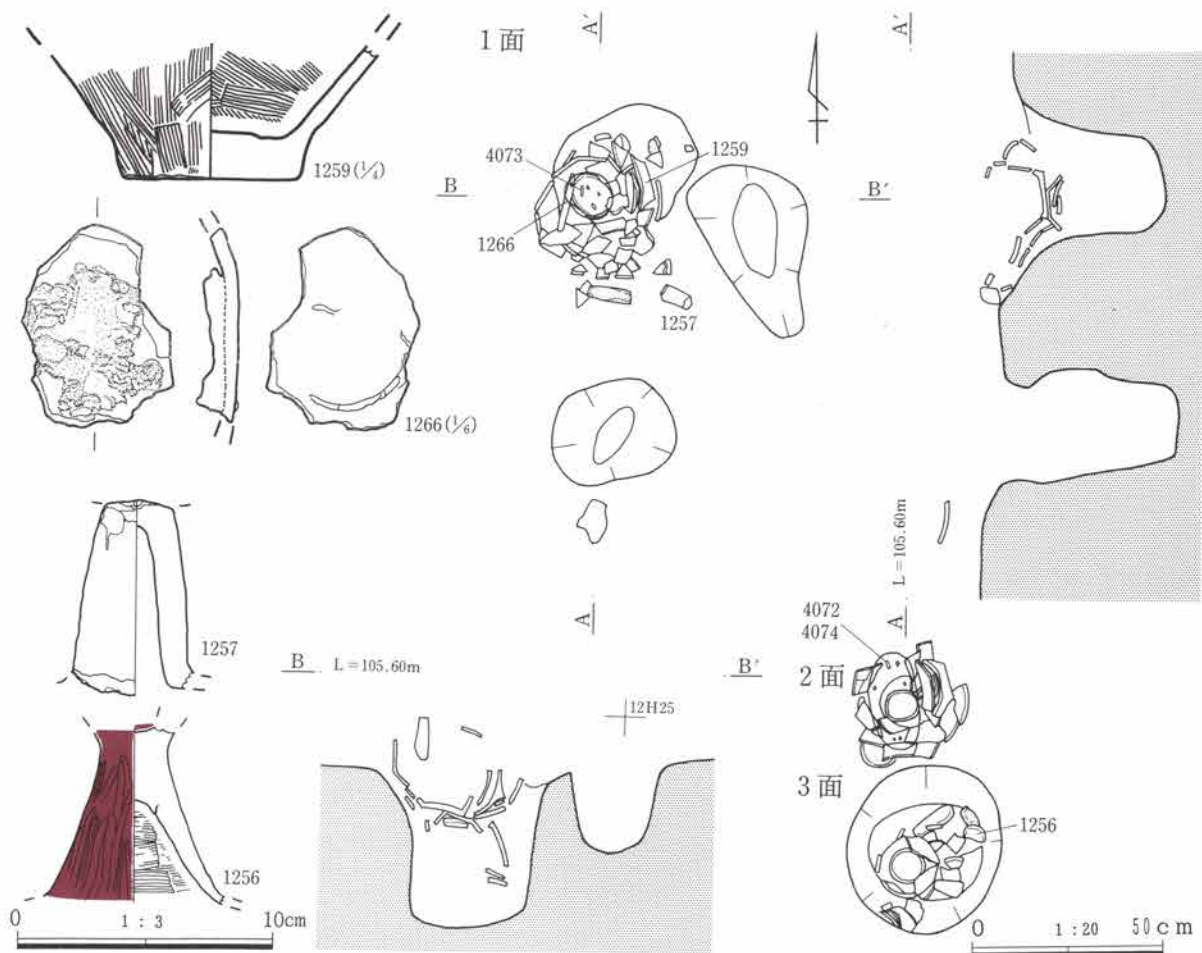 1面
A′
A′
4073
1259
1259(1/4)
B
B′
1266
1257
1266(1/6)
L=105.60m
1257
A
A
4072
4074
B L=105.60m
B′
2面
12H25
3面
1256
1256
0 1:3 10cm
0 1:20 50cm